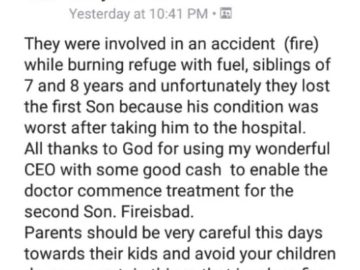 Yesterday at 10:41 PM •
They were involved in an accident (fire)
while burning refuge with fuel, siblings of
7 and 8 years and unfortunately they lost
the first Son because his condition was
worst after taking him to the hospital.
All thanks to God for using my wonderful
CEO with some good cash to enable the
doctor commence treatment for the
second Son. Fireisbad.
Parents should be very careful this days
towards their kids and avoid your children